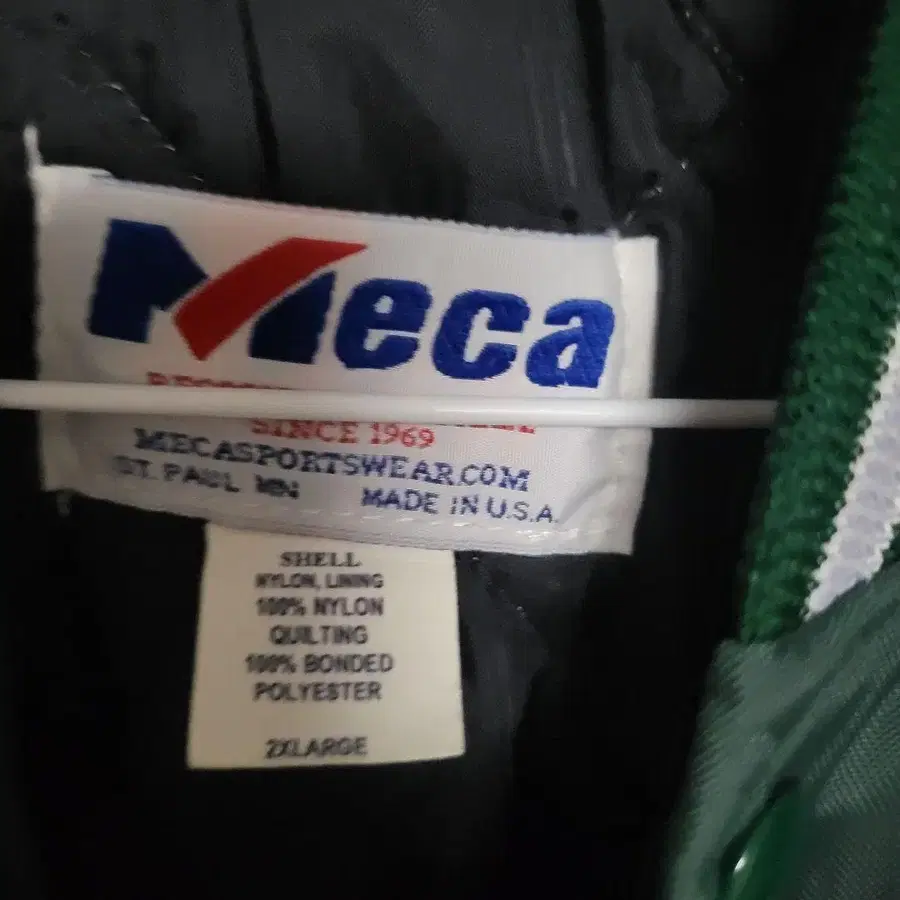 Meca
SINCE 1969
MECASPORTSWEAR.COM
ST. PAUL MN MADE IN U.S.A.
SHELL
NYLON, LINING
100% NYLON
QUILTING
100% BONDED
POLYESTER
2XLARGE